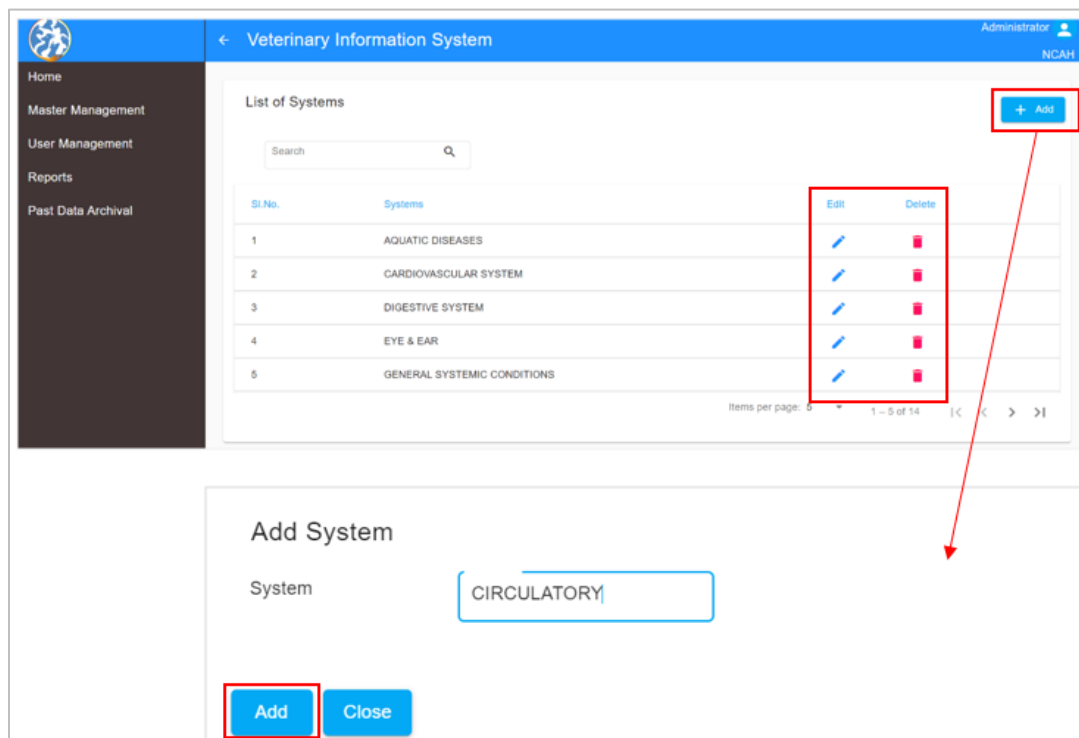 Administrator
← Veterinary Information System
NCAH
Home
Master Management
User Management
Reports
Past Data Archival
List of Systems
+ Add
Search
Sl.No. Systems Edit Delete
1 AQUATIC DISEASES
2 CARDIOVASCULAR SYSTEM
3 DIGESTIVE SYSTEM
4 EYE & EAR
5 GENERAL SYSTEMIC CONDITIONS
Items per page: 5 1 – 5 of 14 |< < > >|
Add System
System CIRCULATORY
Add Close